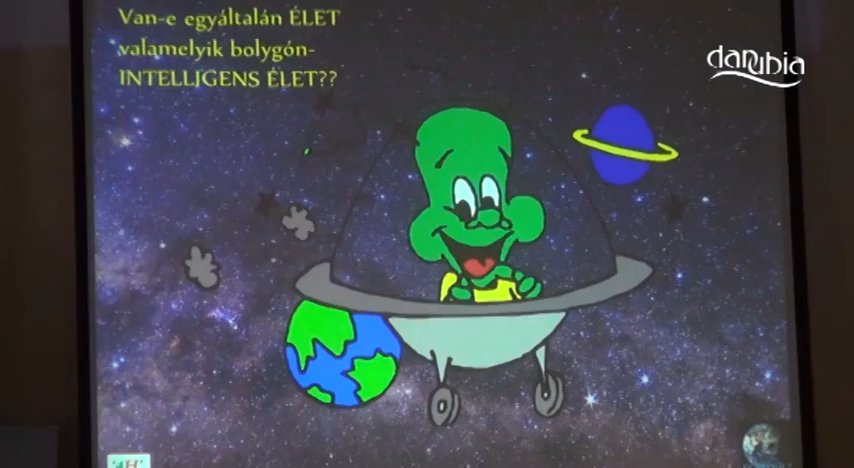 Van-e egyáltalán ÉLET
valamelyik bolygón-
INTELLIGENS ÉLET??
danubia